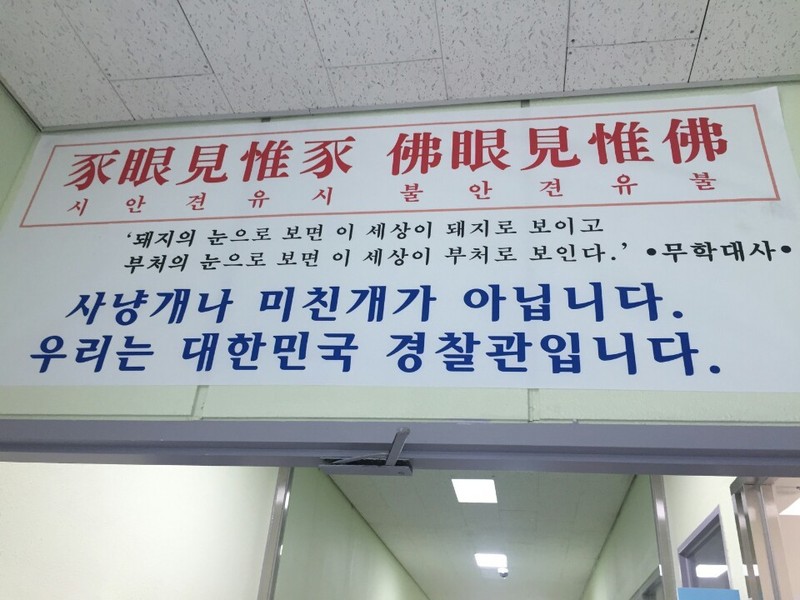 豕眼見惟豕 佛眼見惟佛
시안견유시 불안견유불
'돼지의 눈으로 보면 이 세상이 돼지로 보이고
부처의 눈으로 보면 이 세상이 부처로 보인다.' •무학대사•
사냥개나 미친개가 아닙니다.
우리는 대한민국 경찰관입니다.